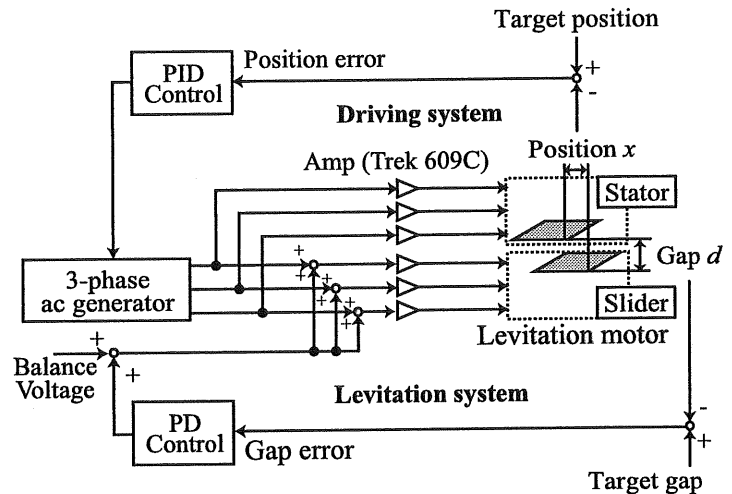 Target position
PID
Control
Position error
+
-
Driving system
Position x
Amp (Trek 609C)
Stator
Gap d
3-phase
ac generator
+
+
+
+
+
+
Slider
Levitation motor
Balance
Voltage
+
+
Levitation system
PD
Control
Gap error
-
+
Target gap